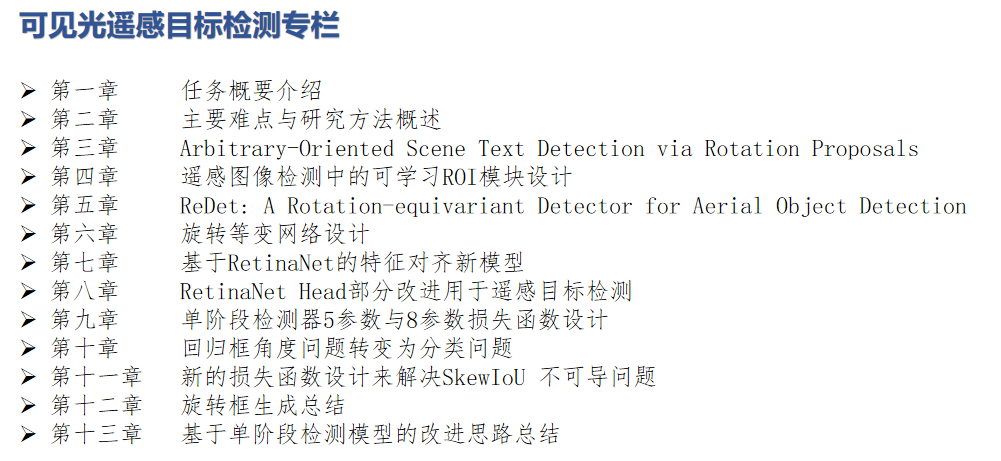 可见光遥感目标检测专栏
➢ 第一章 任务概要介绍
➢ 第二章 主要难点与研究方法概述
➢ 第三章 Arbitrary-Oriented Scene Text Detection via Rotation Proposals
➢ 第四章 遥感图像检测中的可学习ROI模块设计
➢ 第五章 ReDet: A Rotation-equivariant Detector for Aerial Object Detection
➢ 第六章 旋转等变网络设计
➢ 第七章 基于RetinaNet的特征对齐新模型
➢ 第八章 RetinaNet Head部分改进用于遥感目标检测
➢ 第九章 单阶段检测器5参数与8参数损失函数设计
➢ 第十章 回归框角度问题转变为分类问题
➢ 第十一章 新的损失函数设计来解决SkewIoU 不可导问题
➢ 第十二章 旋转框生成总结
➢ 第十三章 基于单阶段检测模型的改进思路总结